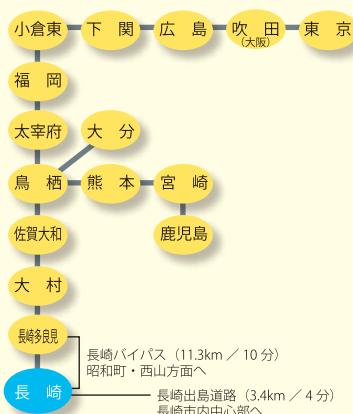 小倉東 下関 広島 吹田 東京
(大阪)
福岡
太宰府 大分
鳥栖 熊本 宮崎
佐賀大和 鹿児島
大村
長崎多良見
長崎バイパス（11.3km ／ 10 分）
昭和町・西山方面へ
長崎 長崎出島道路（3.4km ／ 4 分）
長崎市内中心部へ